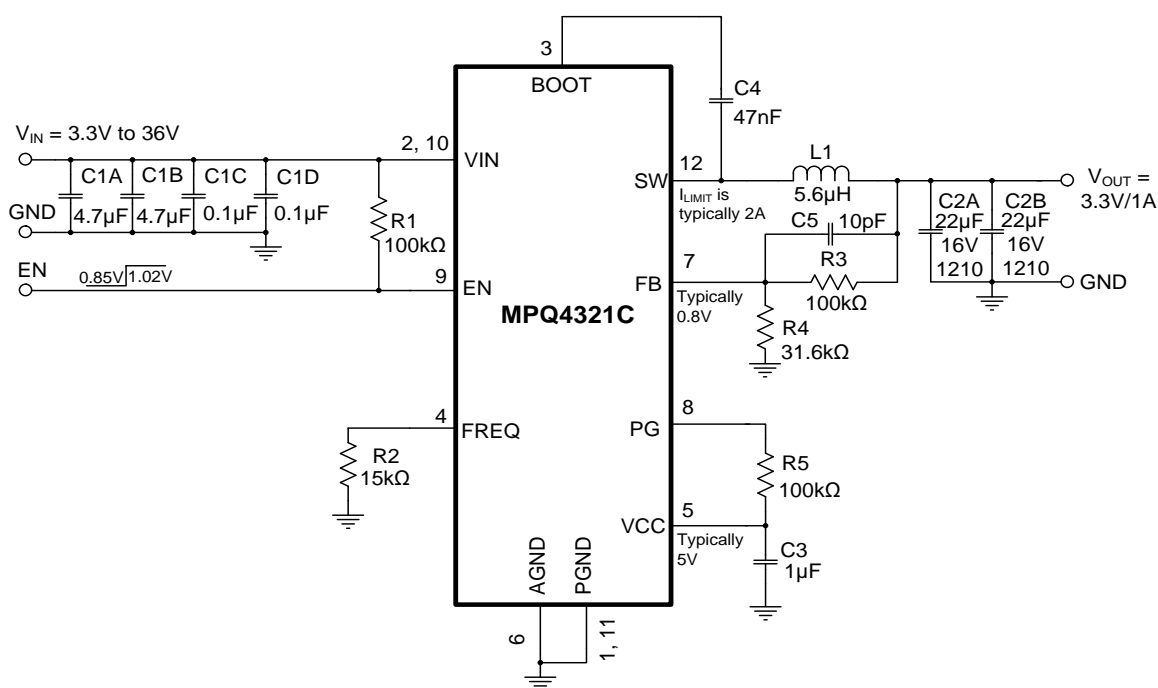 3
BOOT
C4
47nF
V_IN = 3.3V to 36V
2, 10
VIN
C1A
C1B
C1C
C1D
4.7µF
4.7µF
0.1µF
0.1µF
GND
R1
100kΩ
SW
12
I_LIMIT is
typically 2A
L1
5.6µH
V_OUT =
3.3V/1A
C2A
22µF
16V
1210
C2B
22µF
16V
1210
GND
C5
10pF
R3
100kΩ
EN
0.85V
1.02V
9
EN
FB
7
Typically
0.8V
R4
31.6kΩ
MPQ4321C
4
FREQ
R2
15kΩ
PG
8
R5
100kΩ
VCC
5
Typically
5V
C3
1µF
AGND
PGND
6
1, 11